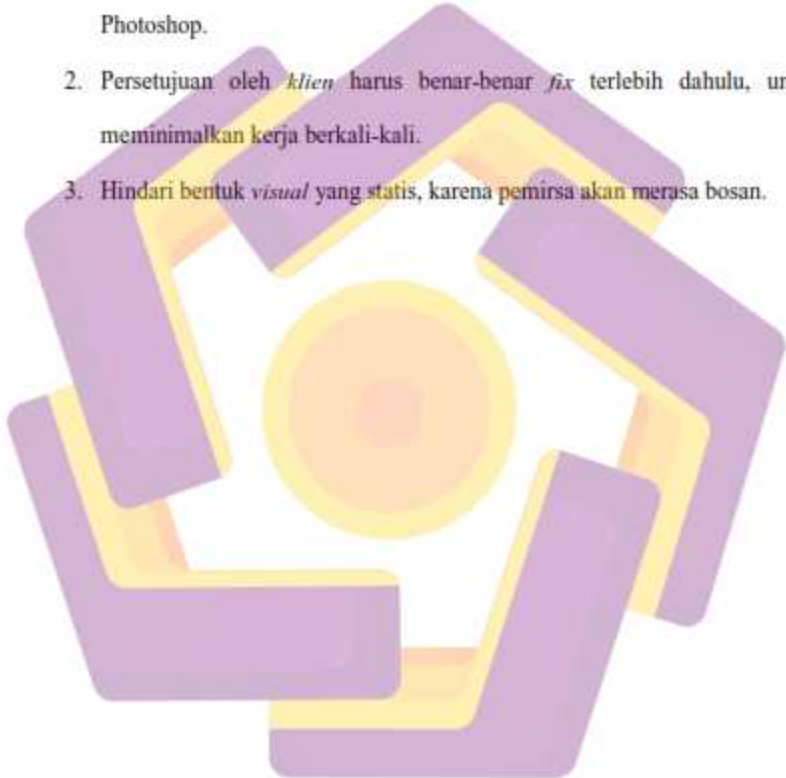 Photoshop.
2. Persetujuan oleh klien harus benar-benar fix terlebih dahulu, un
meminimalkan kerja berkali-kali.
3. Hindari bentuk visual yang statis, karena pemirsa akan merasa bosan.